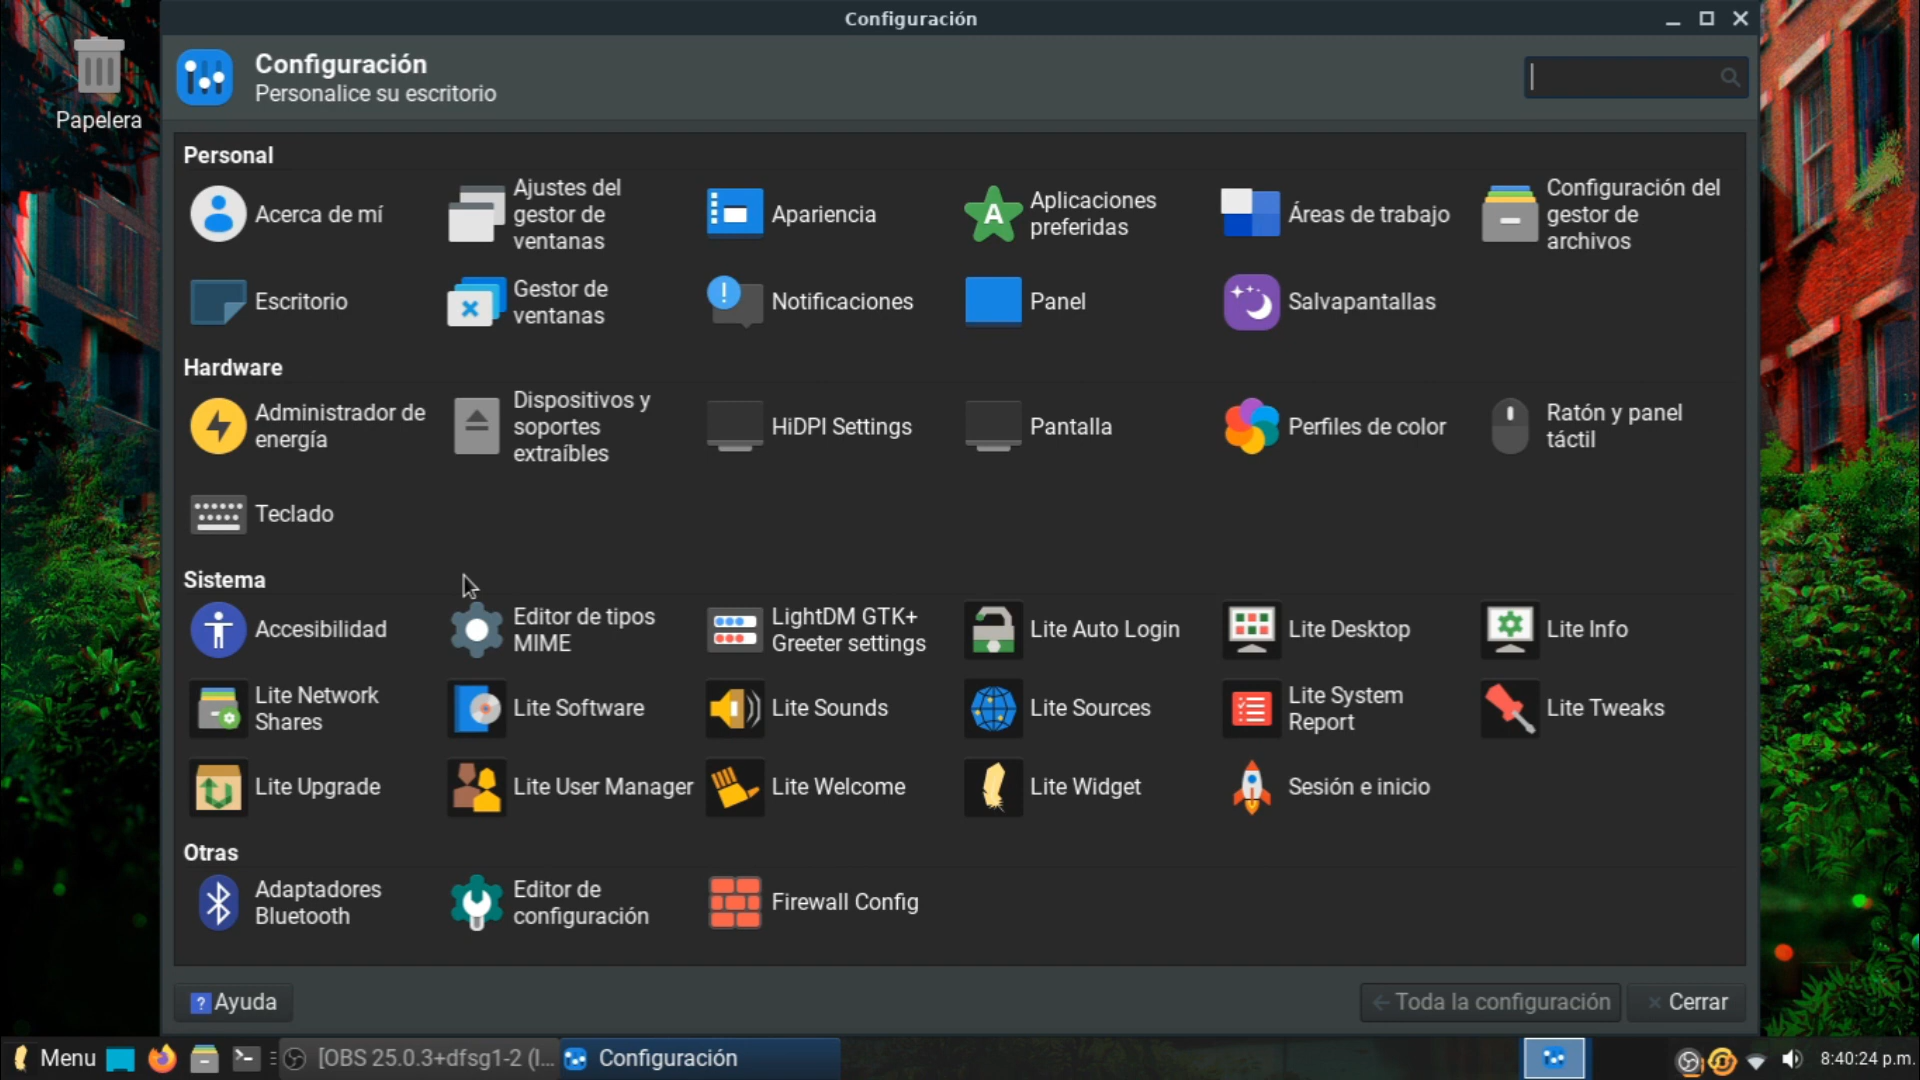 Configuración
Papelera
Configuración
Personalice su escritorio
Personal
Acerca de mí
Ajustes del
gestor de
ventanas
Apariencia
Aplicaciones
preferidas
Áreas de trabajo
Configuración del
gestor de
archivos
Escritorio
Gestor de
ventanas
Notificaciones
Panel
Salvapantallas
Hardware
Administrador de
energía
Dispositivos y
soportes
extraíbles
HiDPI Settings
Pantalla
Perfiles de color
Ratón y panel
táctil
Teclado
Sistema
Accesibilidad
Editor de tipos
MIME
LightDM GTK+
Greeter settings
Lite Auto Login
Lite Desktop
Lite Info
Lite Network
Shares
Lite Software
Lite Sounds
Lite Sources
Lite System
Report
Lite Tweaks
Lite Upgrade
Lite User Manager
Lite Welcome
Lite Widget
Sesión e inicio
Otras
Adaptadores
Bluetooth
Editor de
configuración
Firewall Config
Ayuda
Toda la configuración
Cerrar
Menu
[OBS 25.0.3+dfsg1-2 (l...
Configuración
8:40:24 p.m.